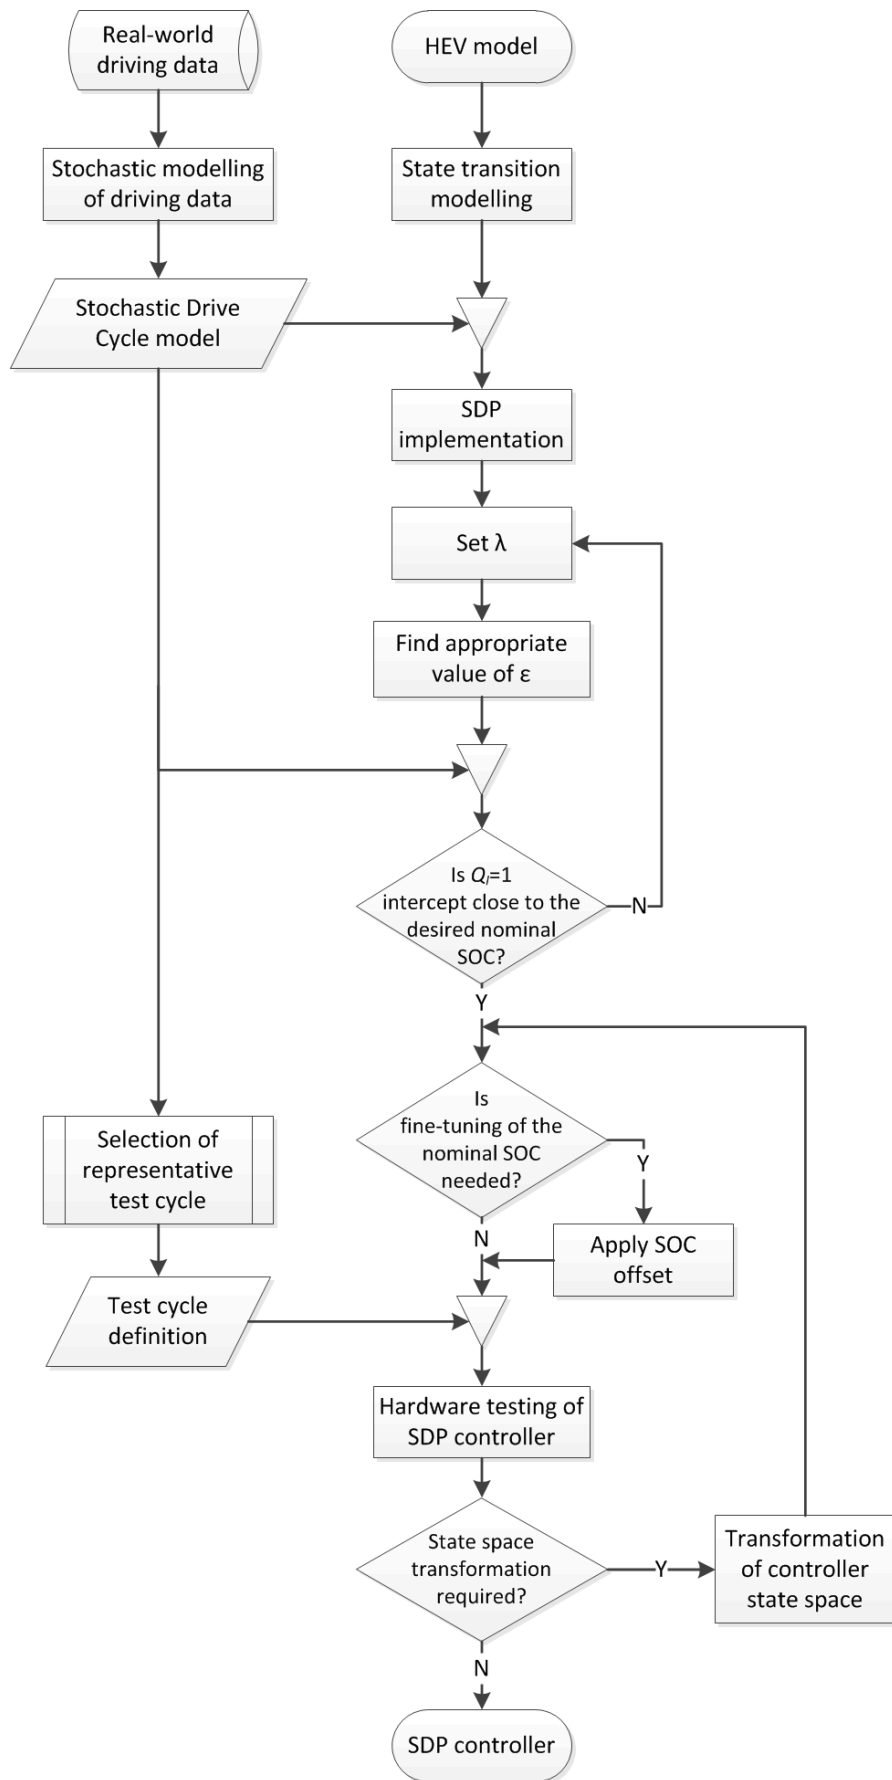 Real-world
driving data
HEV model
Stochastic modelling
of driving data
State transition
modelling
Stochastic Drive
Cycle model
SDP
implementation
Set λ
Find appropriate
value of ε
Is Qₗ=1
intercept close to the
desired nominal
SOC?
N
Y
Is
fine-tuning of the
nominal SOC
needed?
Y
N
Selection of
representative
test cycle
Apply SOC
offset
Test cycle
definition
Hardware testing of
SDP controller
State space
transformation
required?
Y
Transformation
of controller
state space
N
SDP controller